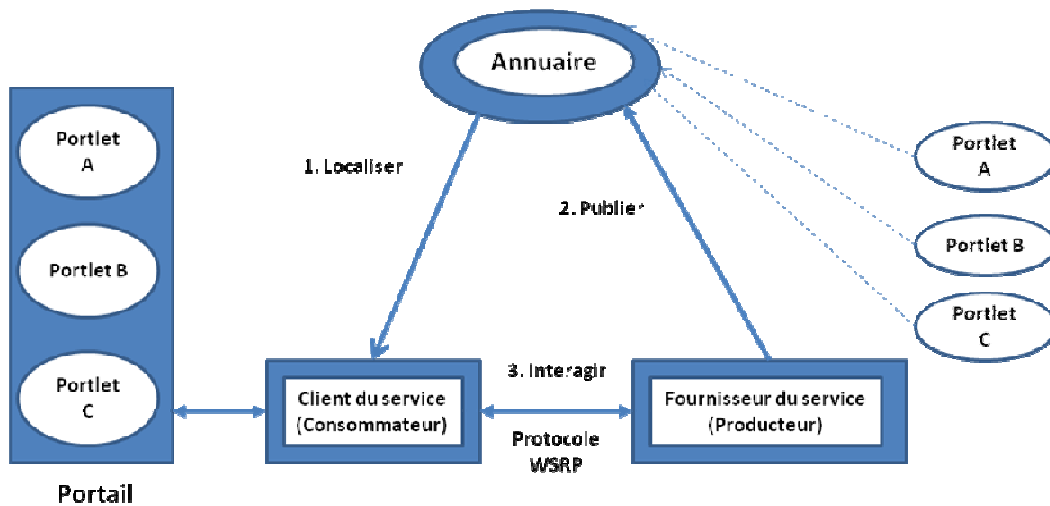 Annuaire
Portlet
A
Portlet B
Portlet
C
Portail
1. Localiser
2. Publier
Portlet
A
Portlet B
Portlet
C
Client du service
(Consommateur)
3. Interagir
Protocole
WSRP
Fournisseur du service
(Producteur)